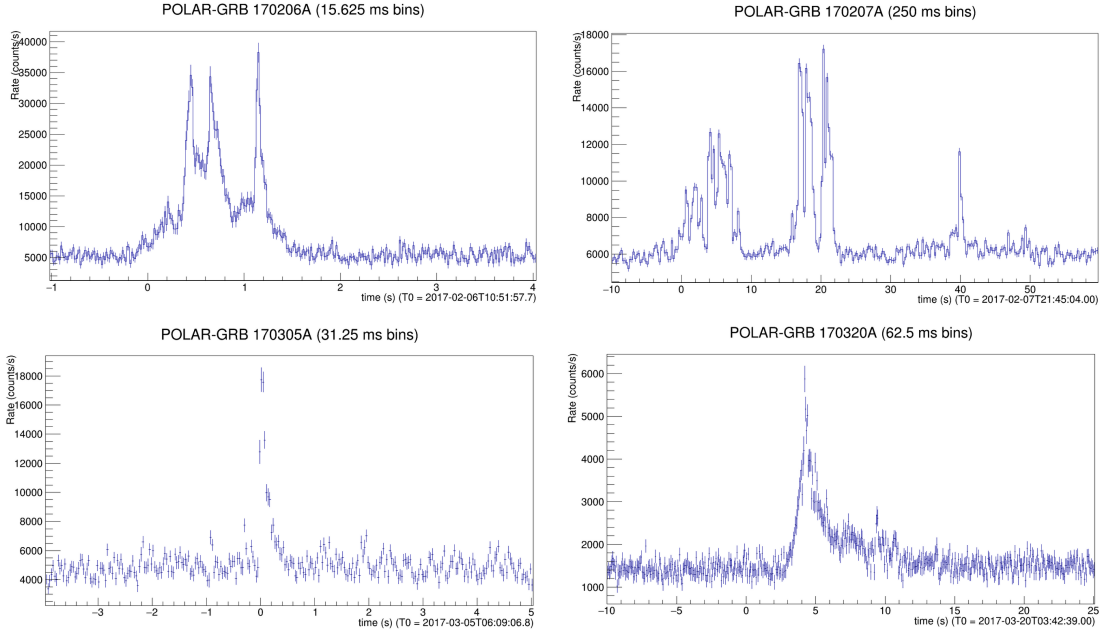 POLAR-GRB 170206A (15.625 ms bins)
Rate (counts/s)
40000
35000
30000
25000
20000
15000
10000
5000
−1 0 1 2 3 4
time (s) (T0 = 2017-02-06T10:51:57.7)
POLAR-GRB 170207A (250 ms bins)
Rate (counts/s)
18000
16000
14000
12000
10000
8000
6000
−10 0 10 20 30 40 50
time (s) (T0 = 2017-02-07T21:45:04.00)
POLAR-GRB 170305A (31.25 ms bins)
Rate (counts/s)
18000
16000
14000
12000
10000
8000
6000
4000
−3 −2 −1 0 1 2 3 4 5
time (s) (T0 = 2017-03-05T06:09:06.8)
POLAR-GRB 170320A (62.5 ms bins)
Rate (counts/s)
6000
5000
4000
3000
2000
1000
−10 −5 0 5 10 15 20 25
time (s) (T0 = 2017-03-20T03:42:39.00)